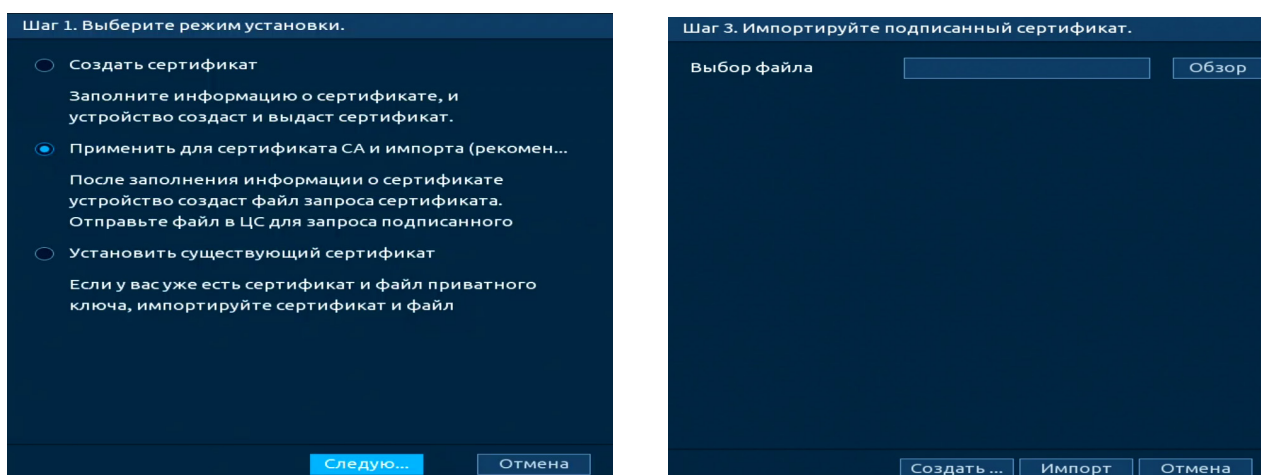 Шаг 1. Выберите режим установки.
Создать сертификат
Заполните информацию о сертификате, и
устройство создаст и выдаст сертификат.
Применить для сертификата CA и импорта (рекомен...
После заполнения информации о сертификате
устройство создаст файл запроса сертификата.
Отправьте файл в ЦС для запроса подписанного
Установить существующий сертификат
Если у вас уже есть сертификат и файл приватного
ключа, импортируйте сертификат и файл
Следую...
Отмена
Шаг 3. Импортируйте подписанный сертификат.
Выбор файла
Обзор
Создать ...
Импорт
Отмена